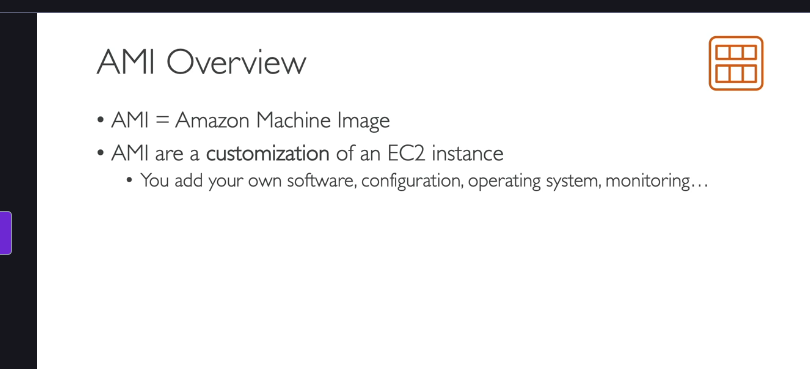 AMI Overview
• AMI = Amazon Machine Image
• AMI are a customization of an EC2 instance
• You add your own software, configuration, operating system, monitoring…